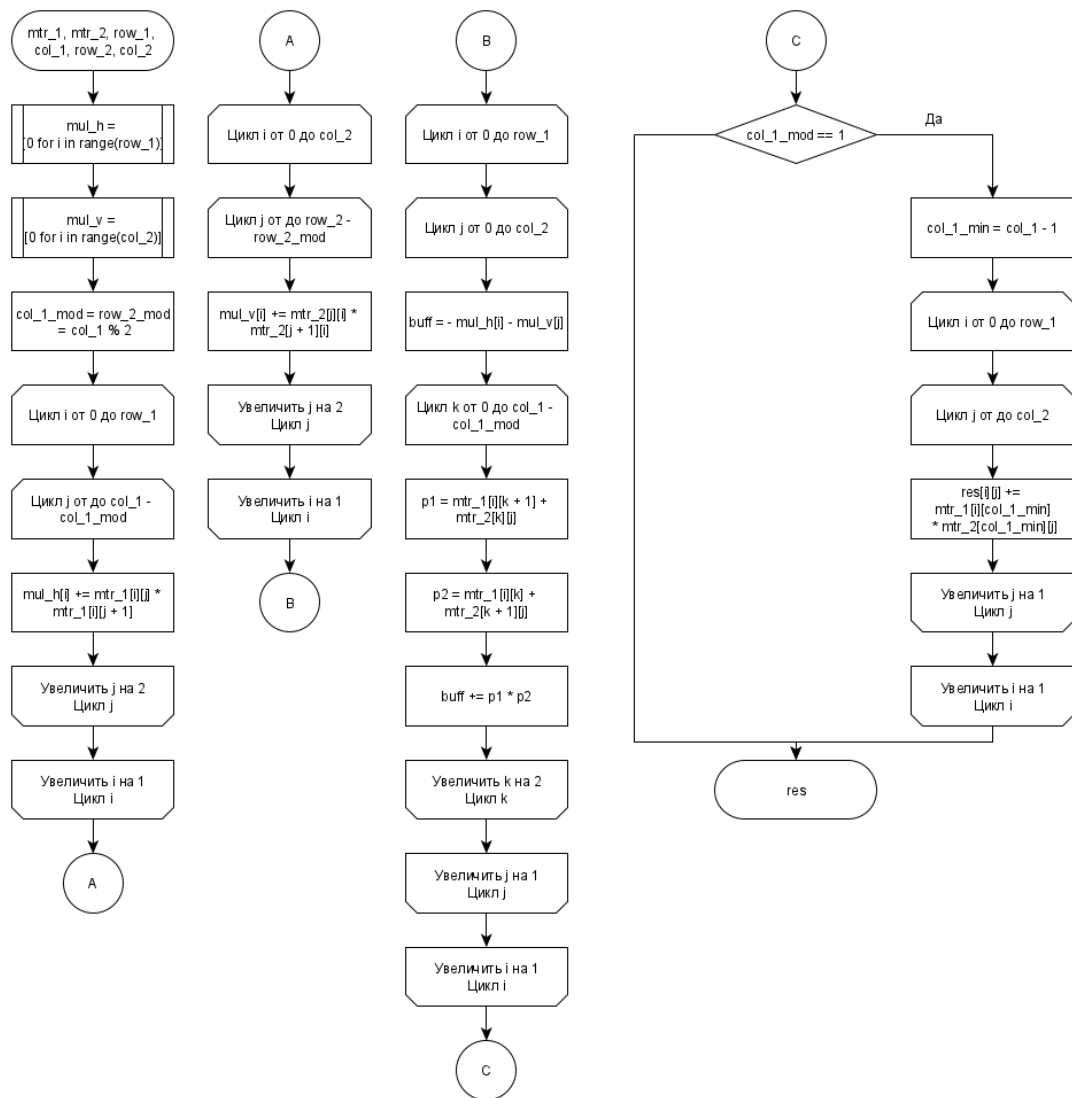 mtr_1, mtr_2, row_1,
col_1, row_2, col_2
mul_h =
[0 for i in range(row_1)]
mul_v =
[0 for i in range(col_2)]
col_1_mod = row_2_mod
= col_1 % 2
Цикл i от 0 до row_1
Цикл j от до col_1 -
col_1_mod
mul_h[i] += mtr_1[i][j] *
mtr_1[i][j + 1]
Увеличить j на 2
Цикл j
Увеличить i на 1
Цикл i
A
A
Цикл i от 0 до col_2
Цикл j от до row_2 -
row_2_mod
mul_v[i] += mtr_2[j][i] *
mtr_2[j + 1][i]
Увеличить j на 2
Цикл j
Увеличить i на 1
Цикл i
B
B
Цикл i от 0 до row_1
Цикл j от 0 до col_2
buff = - mul_h[i] - mul_v[j]
Цикл k от 0 до col_1 -
col_1_mod
p1 = mtr_1[i][k + 1] +
mtr_2[k][j]
p2 = mtr_1[i][k] +
mtr_2[k + 1][j]
buff += p1 * p2
Увеличить k на 2
Цикл k
Увеличить j на 1
Цикл j
Увеличить i на 1
Цикл i
C
C
col_1_mod == 1
Да
col_1_min = col_1 - 1
Цикл i от 0 до row_1
Цикл j от до col_2
res[i][j] +=
mtr_1[i][col_1_min]
* mtr_2[col_1_min][j]
Увеличить j на 1
Цикл j
Увеличить i на 1
Цикл i
res